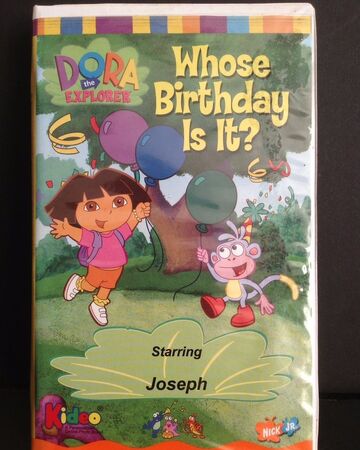 DORA
the
EXPLORER
Whose
Birthday
Is It?
Starring
Joseph
Kideo
NICK JR.